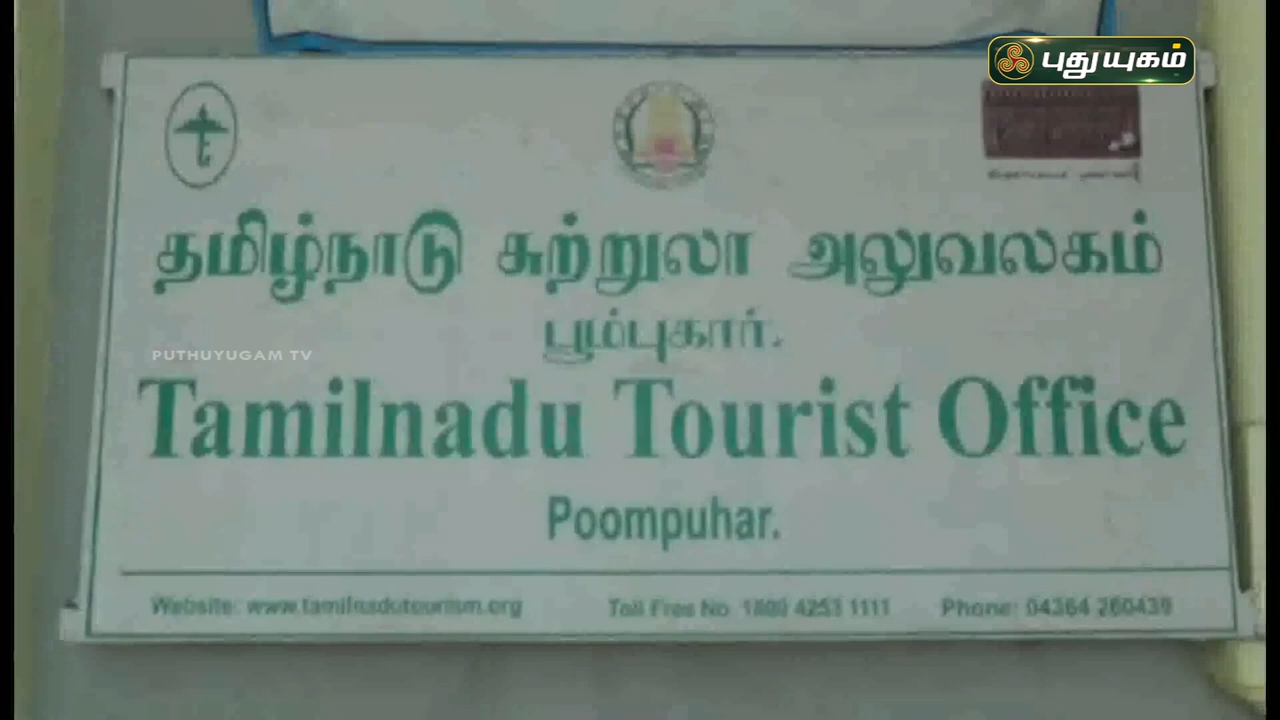 புதுயுகம்
தமிழ்நாடு சுற்றுலா அலுவலகம்
பூம்புகார்.
PUTHUYUGAM TV
Tamilnadu Tourist Office
Poompuhar.
Website: www.tamilnadutourism.org Toll Free No. 1800 4253 1111 Phone: 04364 260439